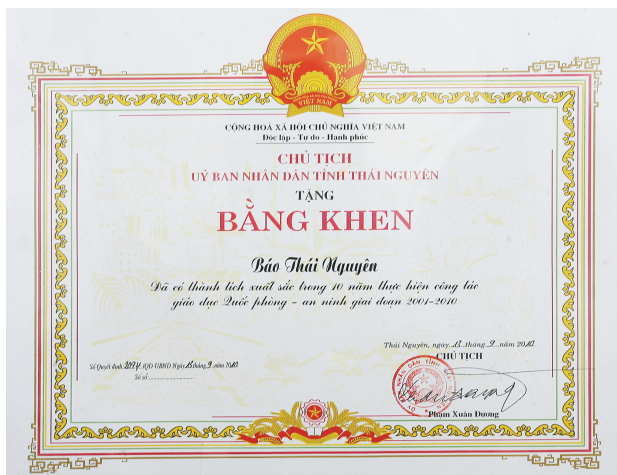 VIỆT NAM
CỘNG HOÀ XÃ HỘI CHỦ NGHĨA VIỆT NAM
Độc lập - Tự do - Hạnh phúc
CHỦ TỊCH
UỶ BAN NHÂN DÂN TỈNH THÁI NGUYÊN
TẶNG
BẰNG KHEN
Báo Thái Nguyên
Đã có thành tích xuất sắc trong 10 năm thực hiện công tác
giáo dục Quốc phòng - an ninh giai đoạn 2001-2010
Thái Nguyên, ngày 13 tháng 9 năm 2010
CHỦ TỊCH
Số Quyết định: /QĐ-UBND Ngày 13 tháng 9 năm 2010
Sổ số:
Phạm Xuân Đương